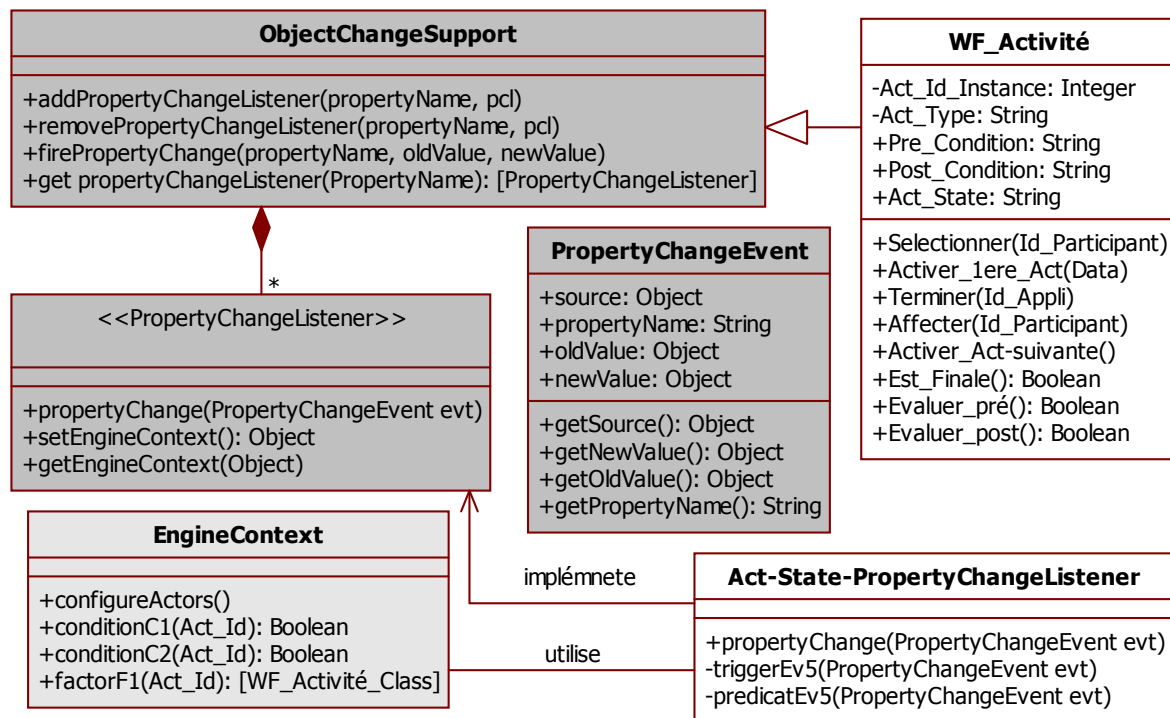 ObjectChangeSupport
+addPropertyChangeListener(propertyName, pcl)
+removePropertyChangeListener(propertyName, pcl)
+firePropertyChange(propertyName, oldValue, newValue)
+get propertyChangeListener(PropertyName): [PropertyChangeListener]
WF_Activité
-Act_Id_Instance: Integer
-Act_Type: String
+Pre_Condition: String
+Post_Condition: String
+Act_State: String
+Selectionner(Id_Participant)
+Activer_1ere_Act(Data)
+Terminer(Id_Appli)
+Affecter(Id_Participant)
+Activer_Act-suivante()
+Est_Finale(): Boolean
+Evaluer_pré(): Boolean
+Evaluer_post(): Boolean
*
<<PropertyChangeListener>>
+propertyChange(PropertyChangeEvent evt)
+setEngineContext(): Object
+getEngineContext(Object)
PropertyChangeEvent
+source: Object
+propertyName: String
+oldValue: Object
+newValue: Object
+getSource(): Object
+getNewValue(): Object
+getOldValue(): Object
+getPropertyName(): String
EngineContext
+configureActors()
+conditionC1(Act_Id): Boolean
+conditionC2(Act_Id): Boolean
+factorF1(Act_Id): [WF_Activité_Class]
implémnete
utilise
Act-State-PropertyChangeListener
+propertyChange(PropertyChangeEvent evt)
-triggerEv5(PropertyChangeEvent evt)
-predicatEv5(PropertyChangeEvent evt)